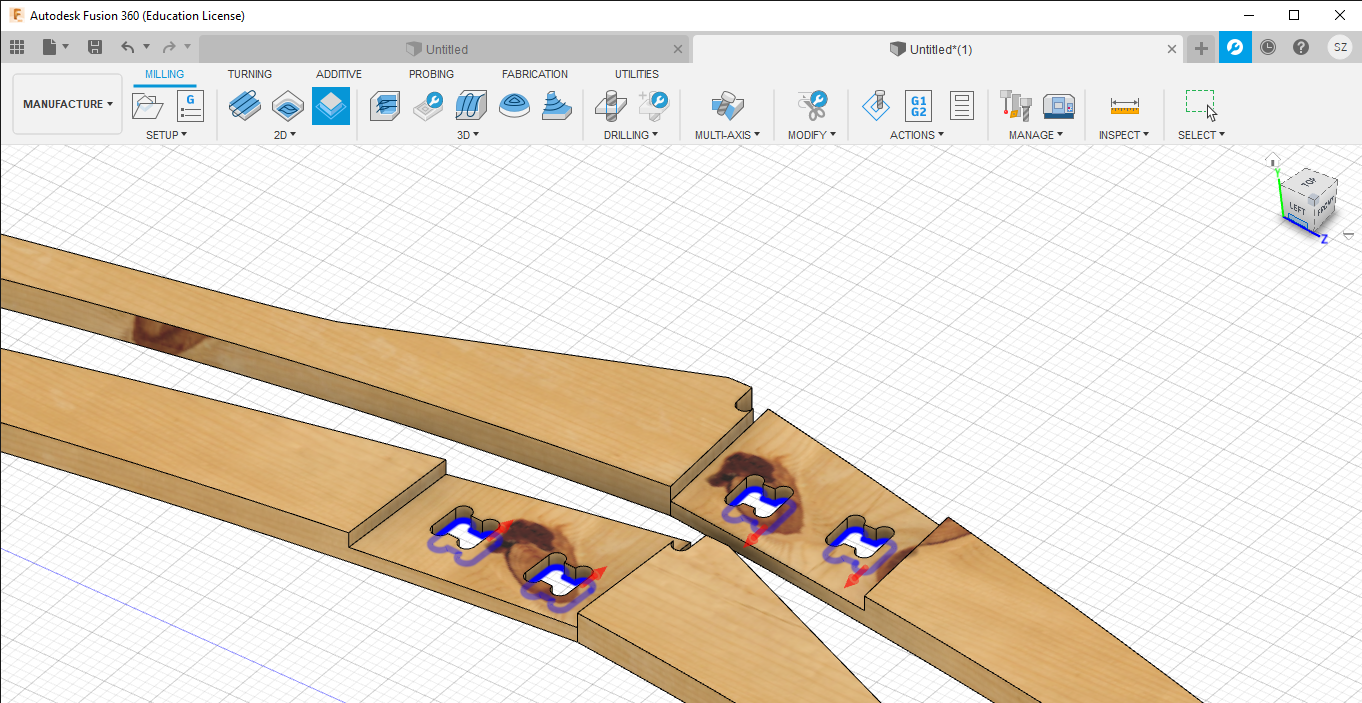 Autodesk Fusion 360 (Education License)
Untitled
Untitled*(1)
SZ
MILLING TURNING ADDITIVE PROBING FABRICATION UTILITIES
MANUFACTURE
G
G1
G2
SETUP 2D 3D DRILLING MULTI-AXIS MODIFY ACTIONS MANAGE INSPECT SELECT
Y
TOP
LEFT
FRONT
Z